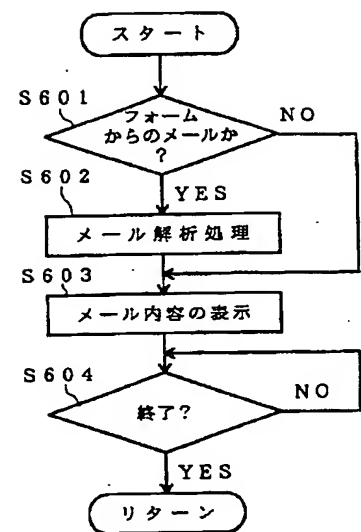 スタート
S601
フォーム
からのメールか
?
NO
YES
S602
メール解析処理
S603
メール内容の表示
S604
終了?
NO
YES
リターン